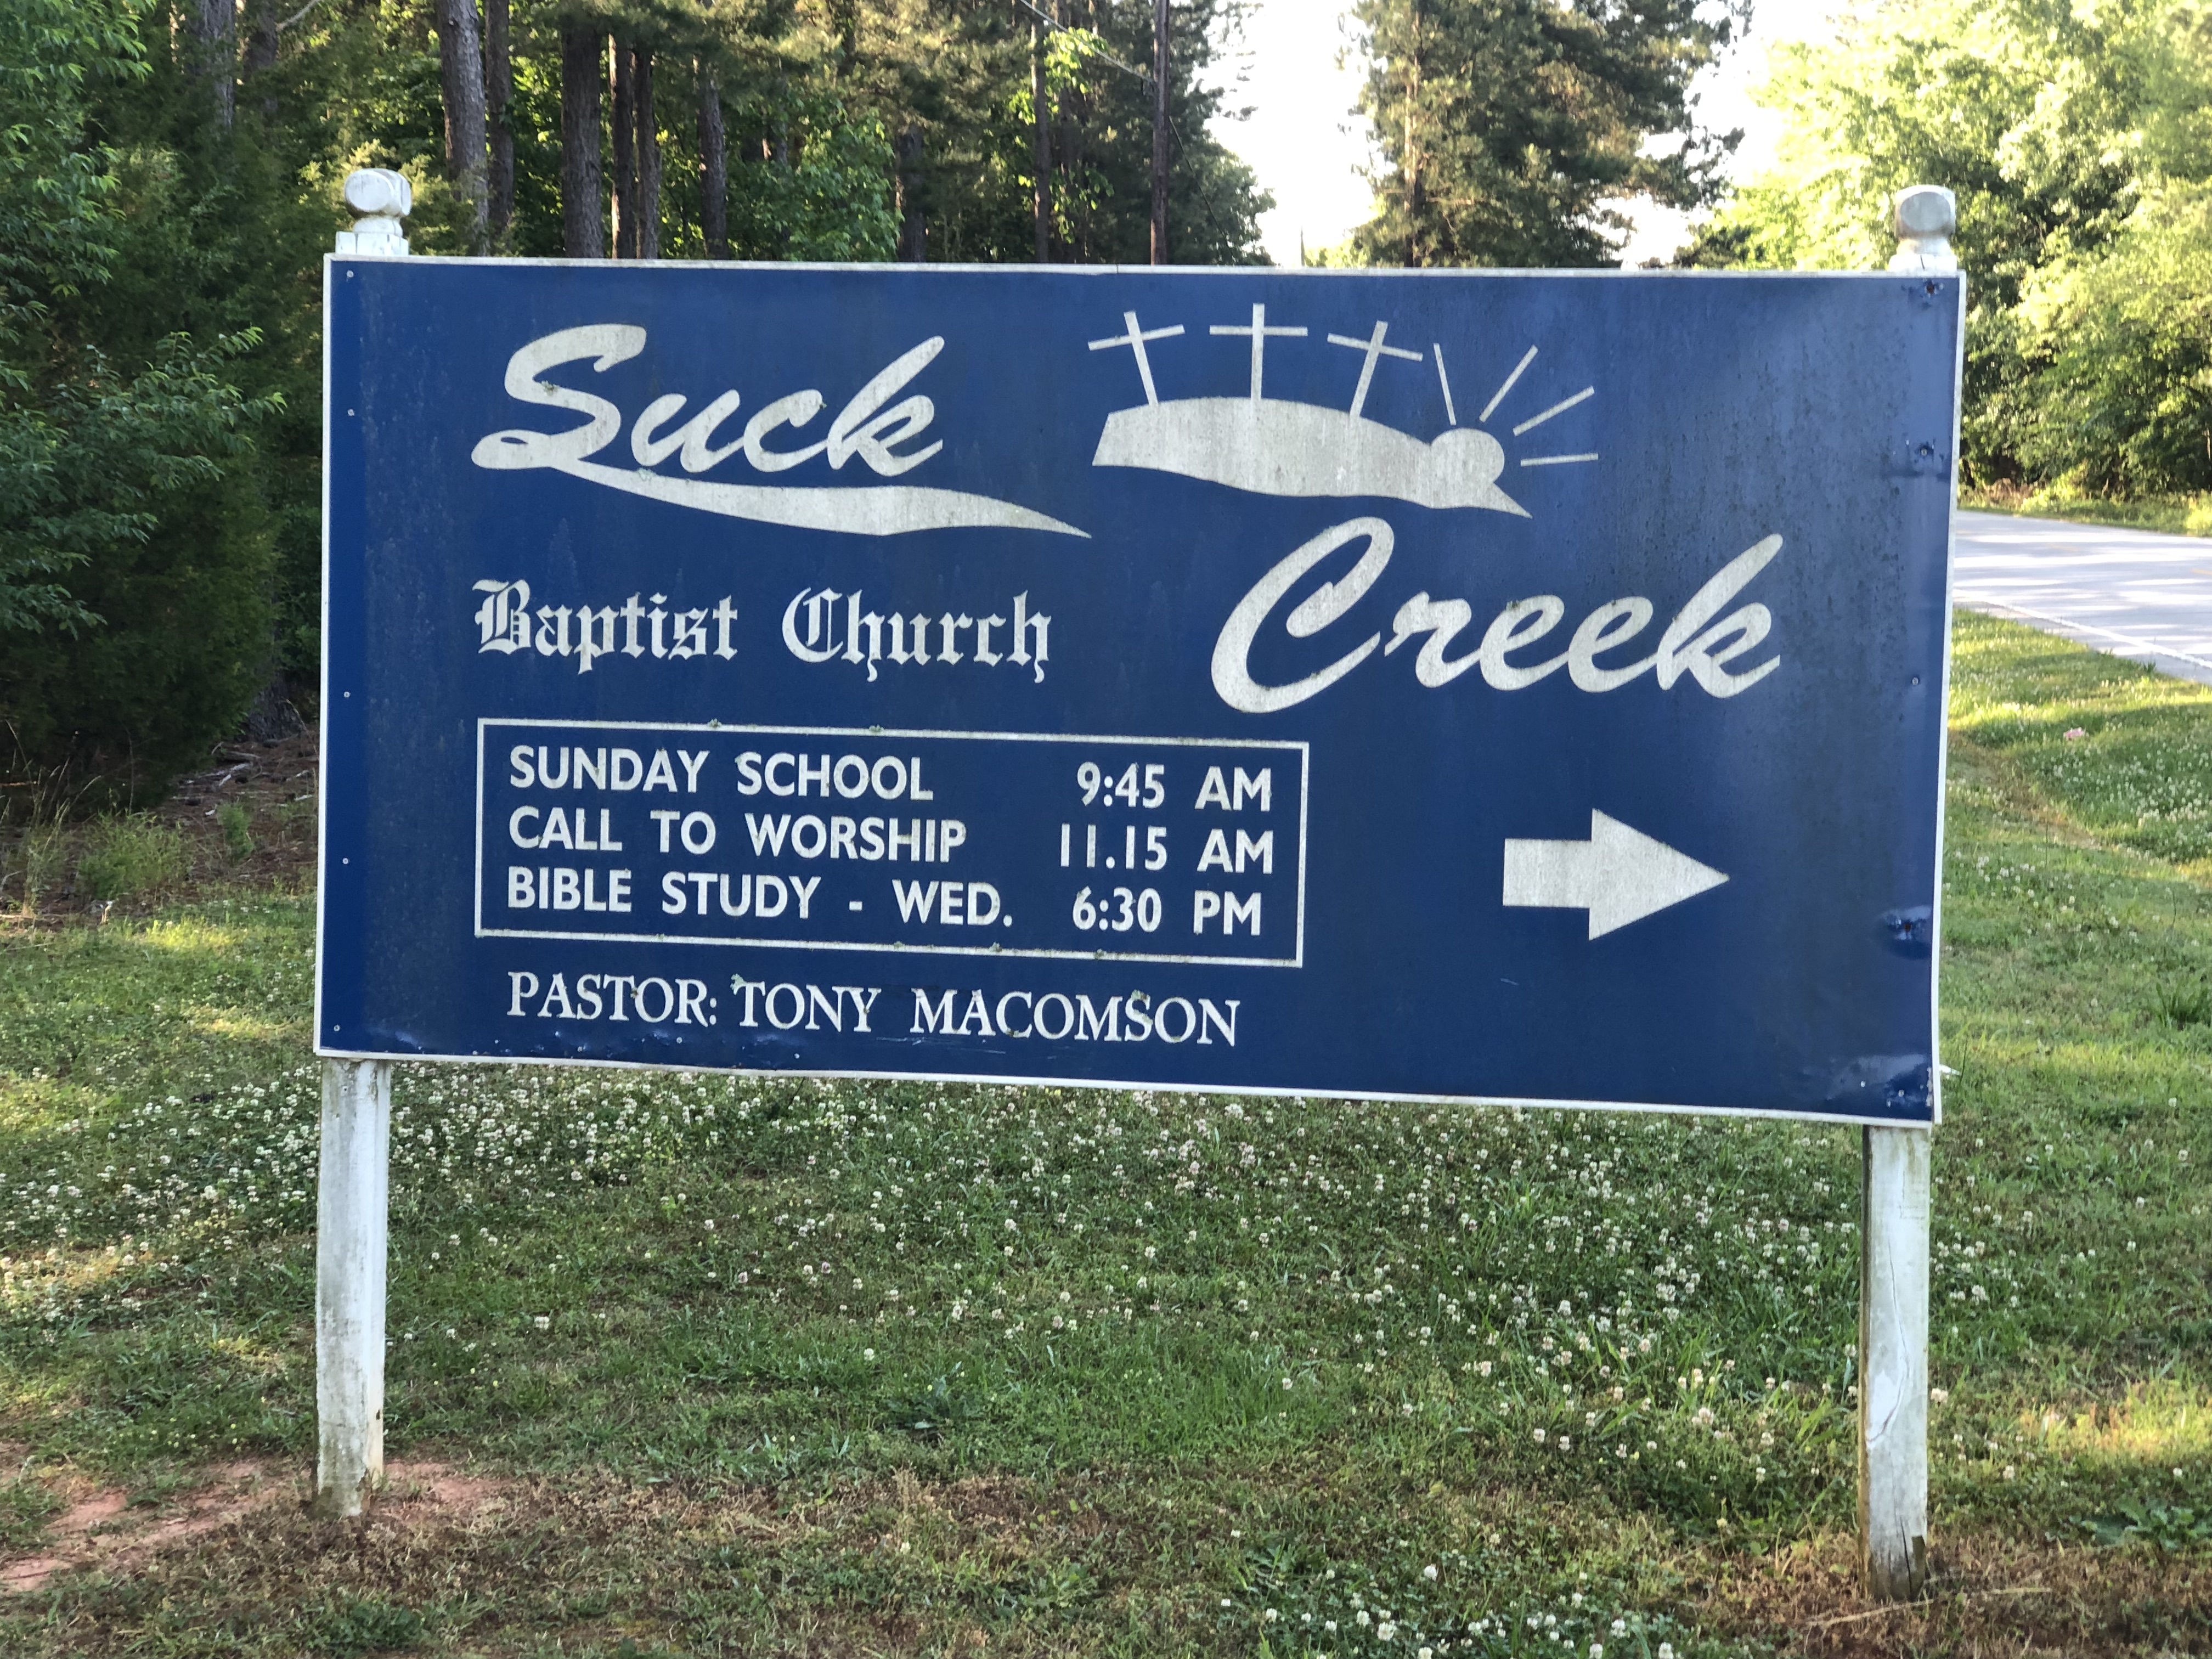 Suck
Creek
Baptist Church
SUNDAY SCHOOL 9:45 AM
CALL TO WORSHIP 11.15 AM
BIBLE STUDY - WED. 6:30 PM
PASTOR: TONY MACOMSON